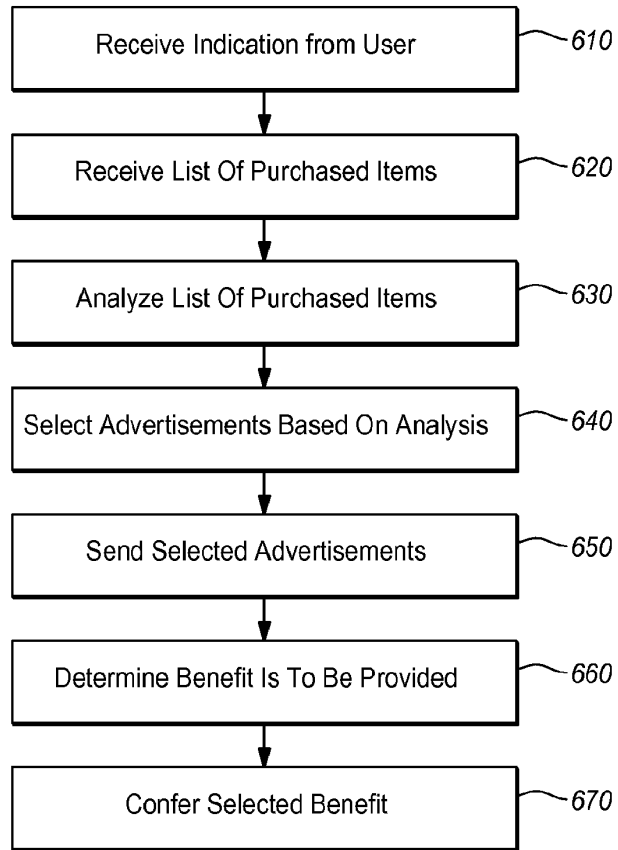 Receive Indication from User
610
Receive List Of Purchased Items
620
Analyze List Of Purchased Items
630
Select Advertisements Based On Analysis
640
Send Selected Advertisements
650
Determine Benefit Is To Be Provided
660
Confer Selected Benefit
670